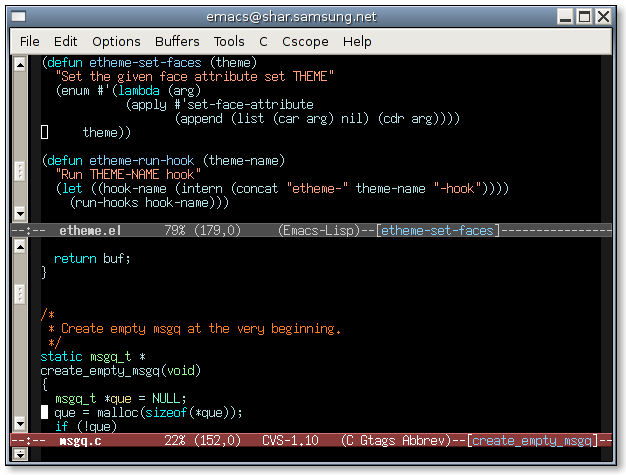 emacs@shar.samsung.net
File Edit Options Buffers Tools C Cscope Help
(defun etheme-set-faces (theme)
  "Set the given face attribute set THEME"
  (enum #'(lambda (arg)
            (apply #'set-face-attribute
                   (append (list (car arg) nil) (cdr arg))))
      theme))

(defun etheme-run-hook (theme-name)
  "Run THEME-NAME hook"
  (let ((hook-name (intern (concat "etheme-" theme-name "-hook"))))
    (run-hooks hook-name)))
--:--  etheme.el      79% (179,0)     (Emacs-Lisp)--[etheme-set-faces]----------------
  return buf;
}

/*
 * Create empty msgq at the very beginning.
 */
static msgq_t *
create_empty_msgq(void)
{
  msgq_t *que = NULL;
  que = malloc(sizeof(*que));
  if (!que)
--:--  msgq.c         22% (152,0)   CVS-1.10   (C Gtags Abbrev)--[create_empty_msgq]--